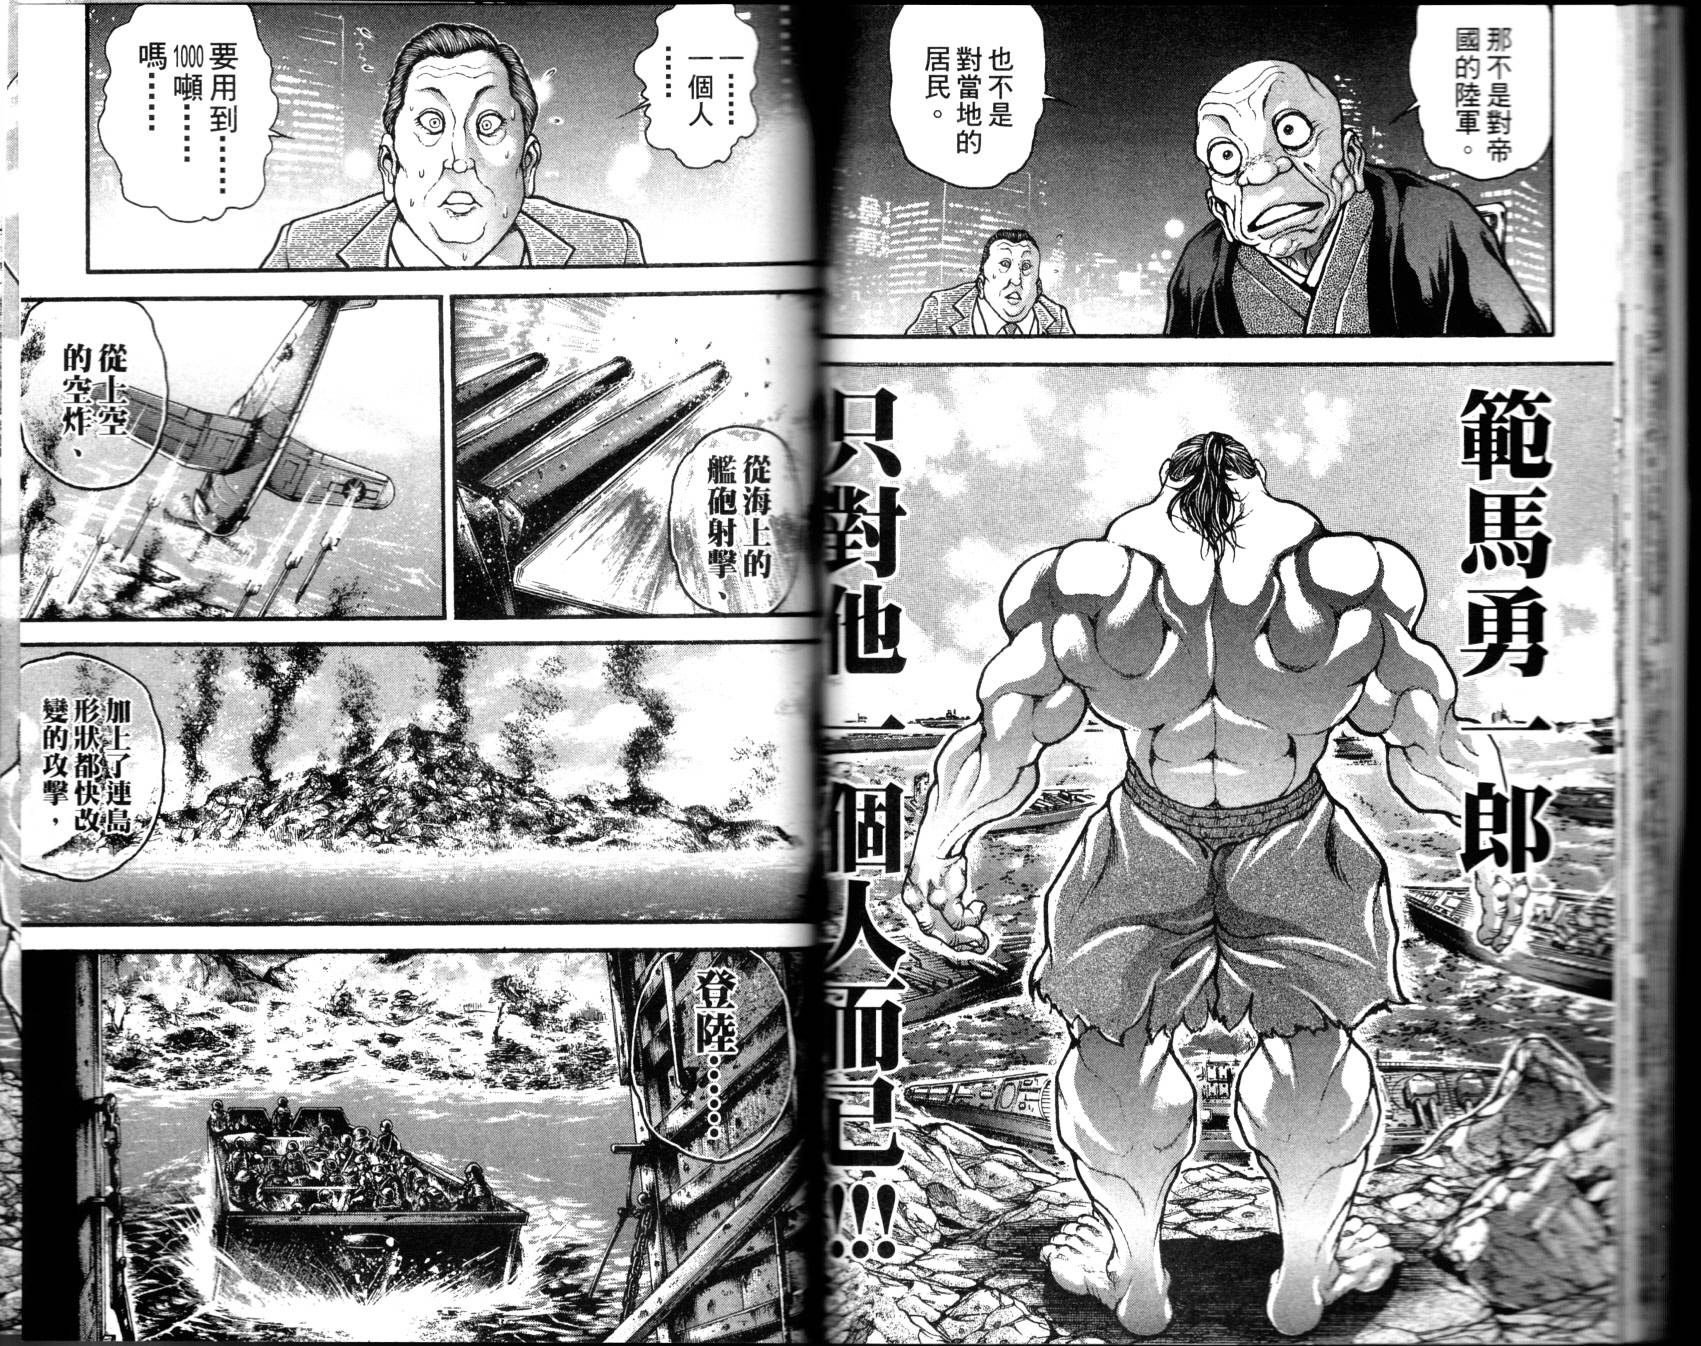 那不是對帝
國的陸軍。
也不是
對當地的
居民。
範馬勇一郎
只對他一個人而已!!!
一⋯⋯
一個人
⋯⋯
要用到⋯⋯
1000噸⋯⋯
嗎⋯⋯
從海上的
艦砲射擊、
從上空
的空炸、
加上了連島
形狀都快改
變的攻擊，
登陸⋯⋯